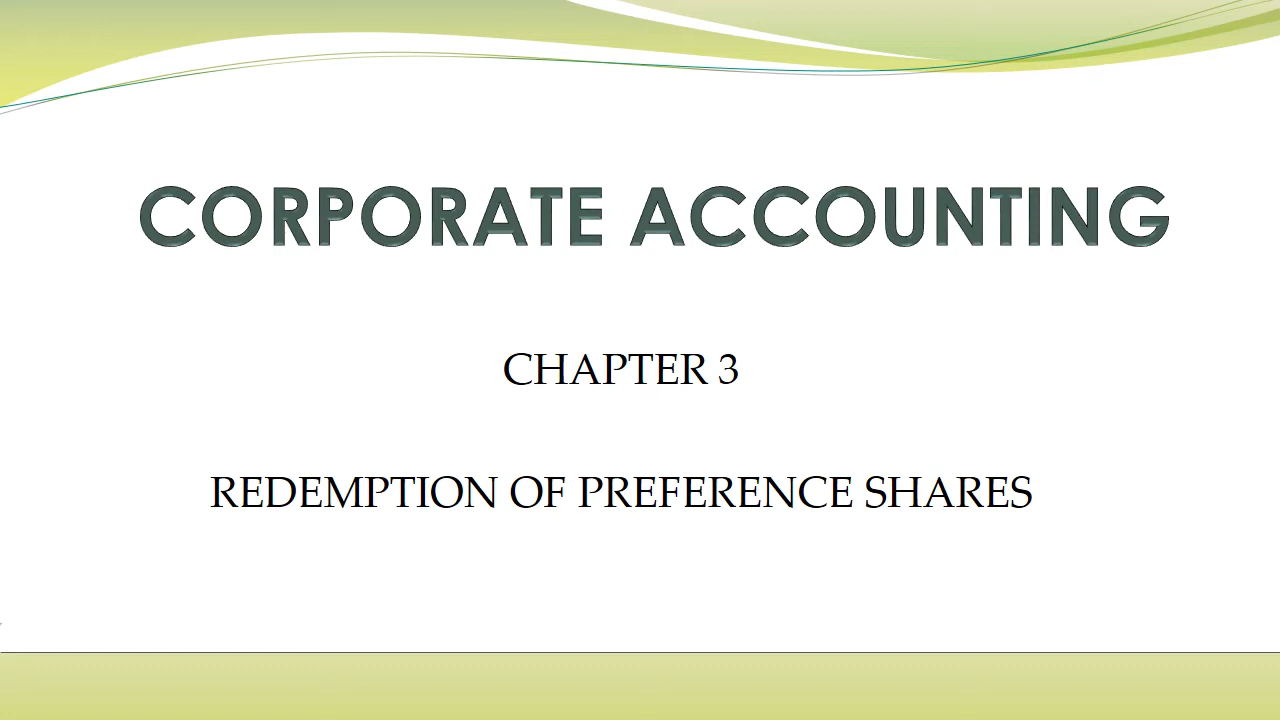 CORPORATE ACCOUNTING
CHAPTER 3
REDEMPTION OF PREFERENCE SHARES